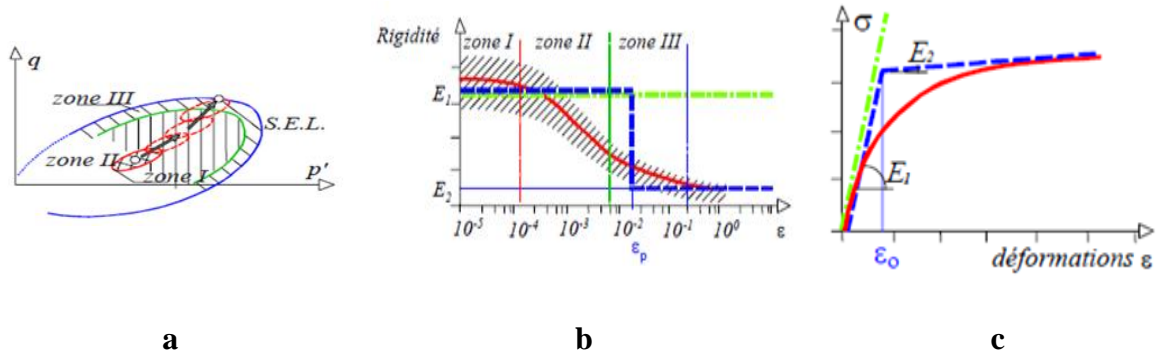 q
zone III
S.E.L.
zone II
zone I
p'
a
Rigidité
zone I
zone II
zone III
E₁
E₂
10⁻⁵ 10⁻⁴ 10⁻³ 10⁻² 10⁻¹ 10⁰ ε
εₚ
b
σ
E₂
E₁
ε₀
déformations ε
c